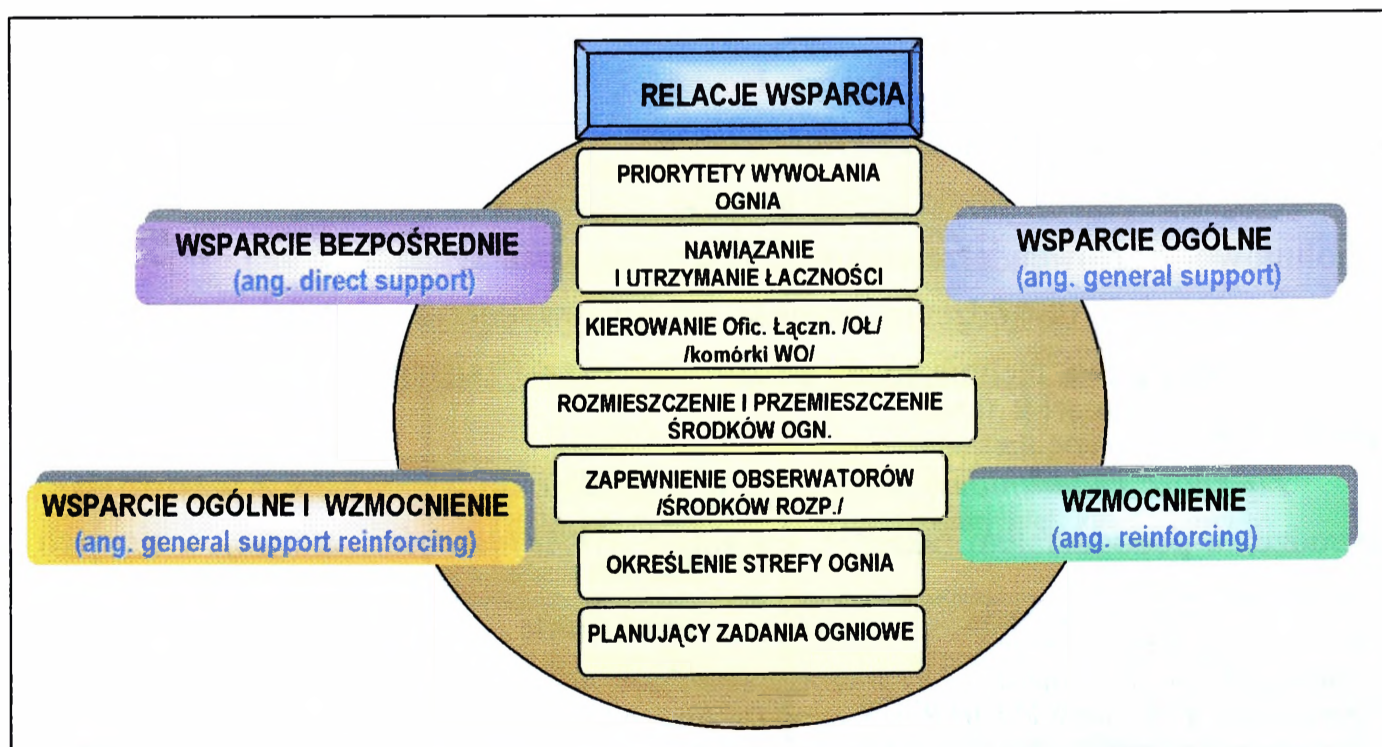 RELACJE WSPARCIA
PRIORYTETY WYWOŁANIA
OGNIA
WSPARCIE BEZPOŚREDNIE
(ang. direct support)
NAWIĄZANIE
I UTRZYMANIE ŁACZNOŚCI
WSPARCIE OGÓLNE
(ang. general support)
KIEROWANIE Ofic. Łączn. /OŁ/
/komórki WO/
ROZMIESZCZENIE I PRZEMIESZCZENIE
ŚRODKÓW OGN.
WSPARCIE OGÓLNE I WZMOCNIENIE
(ang. general support reinforcing)
ZAPEWNIENIE OBSERWATORÓW
/ŚRODKÓW ROZP./
WZMOCNIENIE
(ang. reinforcing)
OKREŚLENIE STREFY OGNIA
PLANUJĄCY ZADANIA OGNIOWE